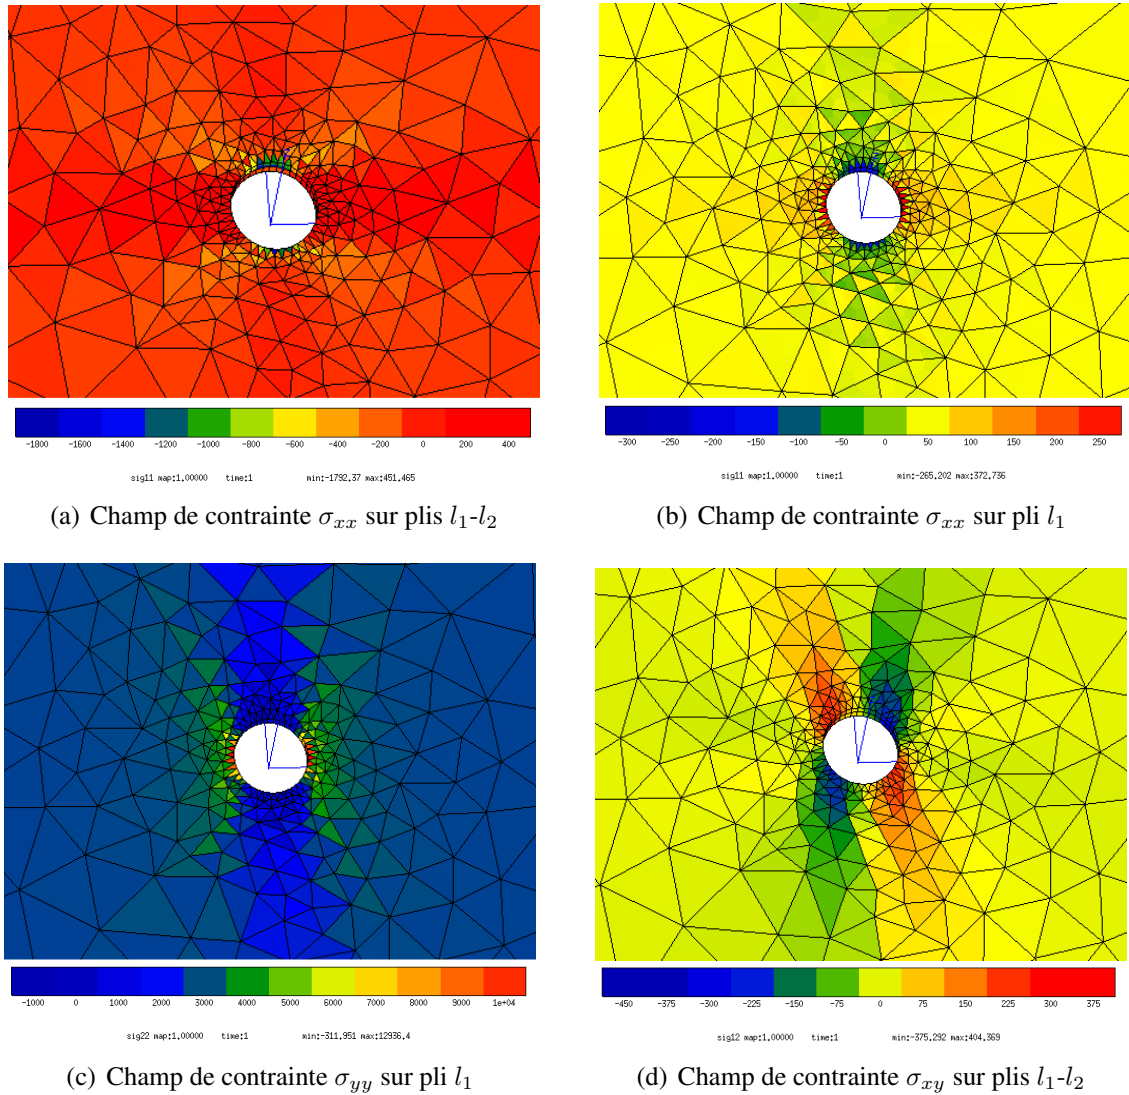 -1800 -1600 -1400 -1200 -1000 -800 -600 -400 -200 0 200 400
sig11 map:1.00000 time:1 min:-1792.37 max:451.465
(a) Champ de contrainte σxx sur plis l1-l2
-300 -250 -200 -150 -100 -50 0 50 100 150 200 250
sig11 map:1.00000 time:1 min:-265.202 max:372.736
(b) Champ de contrainte σxx sur pli l1
-1000 0 1000 2000 3000 4000 5000 6000 7000 8000 9000 1e+04
sig22 map:1.00000 time:1 min:-311.951 max:12936.4
(c) Champ de contrainte σyy sur pli l1
-450 -375 -300 -225 -150 -75 0 75 150 225 300 375
sig12 map:1.00000 time:1 min:-375.292 max:404.369
(d) Champ de contrainte σxy sur plis l1-l2